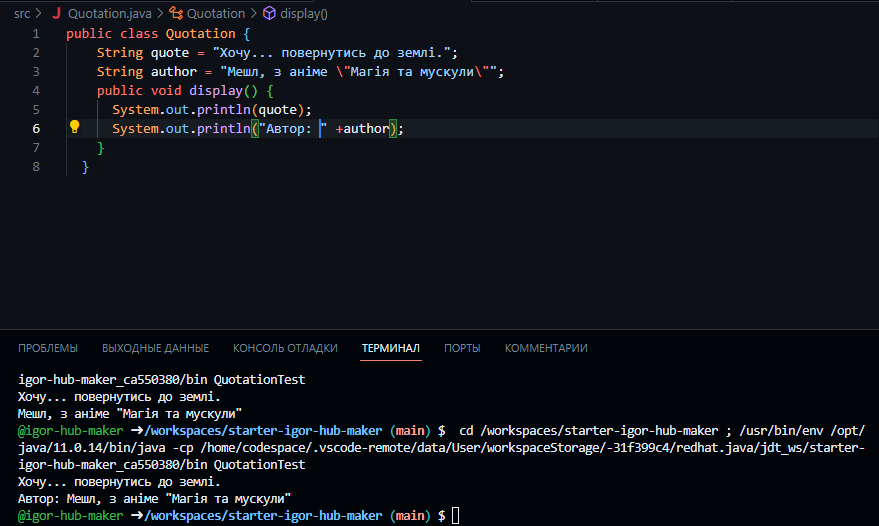 src > J Quotation.java > Quotation > display()
1 public class Quotation {
2 String quote = "Хочу... повернутись до землі.";
3 String author = "Мешл, з аніме \"Магія та мускули\"";
4 public void display() {
5 System.out.println(quote);
6 System.out.println("Автор: " +author);
7 }
8 }
ПРОБЛЕМЫ ВЫХОДНЫЕ ДАННЫЕ КОНСОЛЬ ОТЛАДКИ ТЕРМИНАЛ ПОРТЫ КОММЕНТАРИИ
igor-hub-maker_ca550380/bin QuotationTest
Хочу... повернутись до землі.
Мешл, з аніме "Магія та мускули"
@igor-hub-maker ➜/workspaces/starter-igor-hub-maker (main) $ cd /workspaces/starter-igor-hub-maker ; /usr/bin/env /opt/
java/11.0.14/bin/java -cp /home/codespace/.vscode-remote/data/User/workspaceStorage/-31f399c4/redhat.java/jdt_ws/starter-
igor-hub-maker_ca550380/bin QuotationTest
Хочу... повернутись до землі.
Автор: Мешл, з аніме "Магія та мускули"
@igor-hub-maker ➜/workspaces/starter-igor-hub-maker (main) $